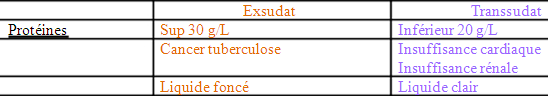 Exsudat Transsudat
Protéines Sup 30 g/L Inférieur 20 g/L
Cancer tuberculose Insuffisance cardiaque
Insuffisance rénale
Liquide foncé Liquide clair